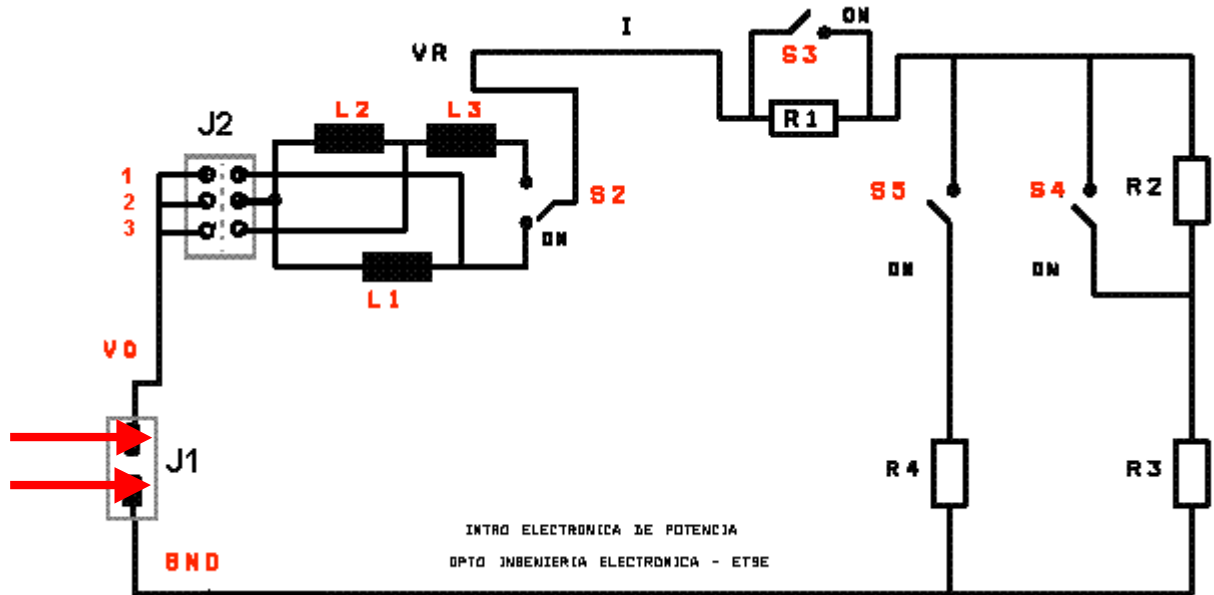 I
ON
VR
S3
L2
L3
R1
J2
1
2
3
S2
S5
S4
R2
ON
ON
ON
L1
VO
J1
R4
R3
INTRO ELECTRONICA DE POTENCIA
GND
DPTO INGENIERIA ELECTRONICA - ETSE